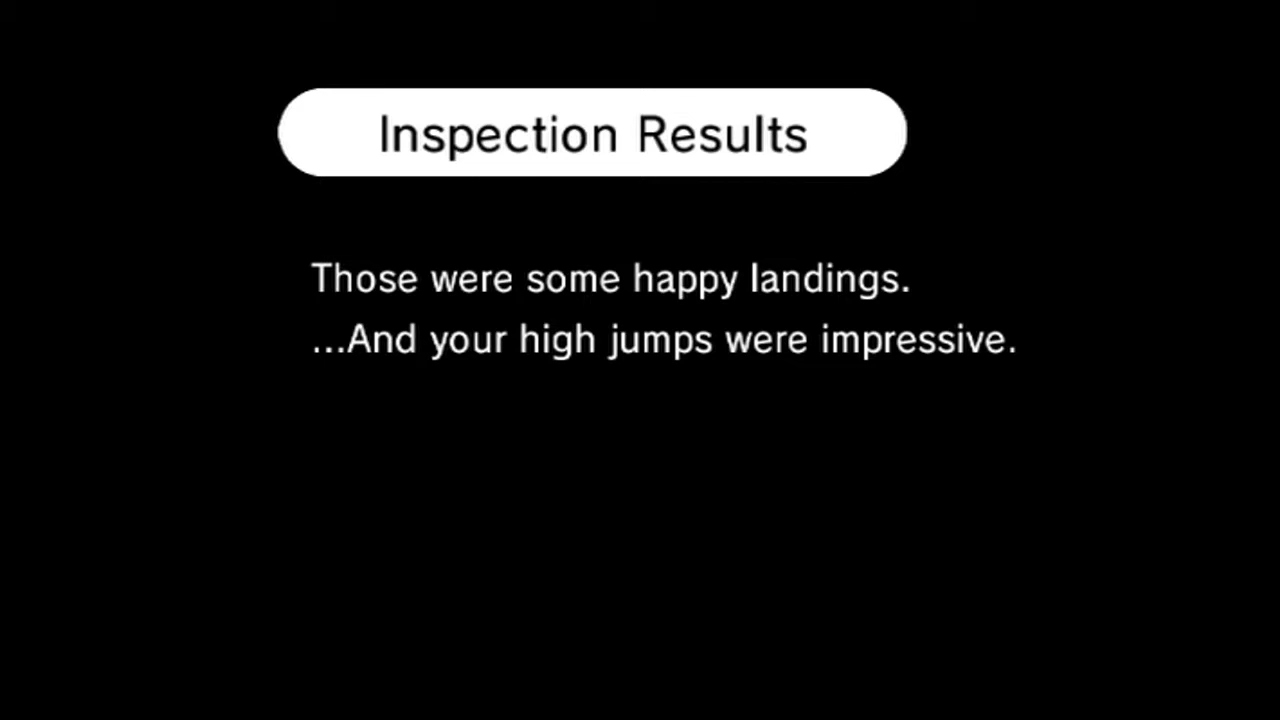 Inspection Results
Those were some happy landings.
...And your high jumps were impressive.